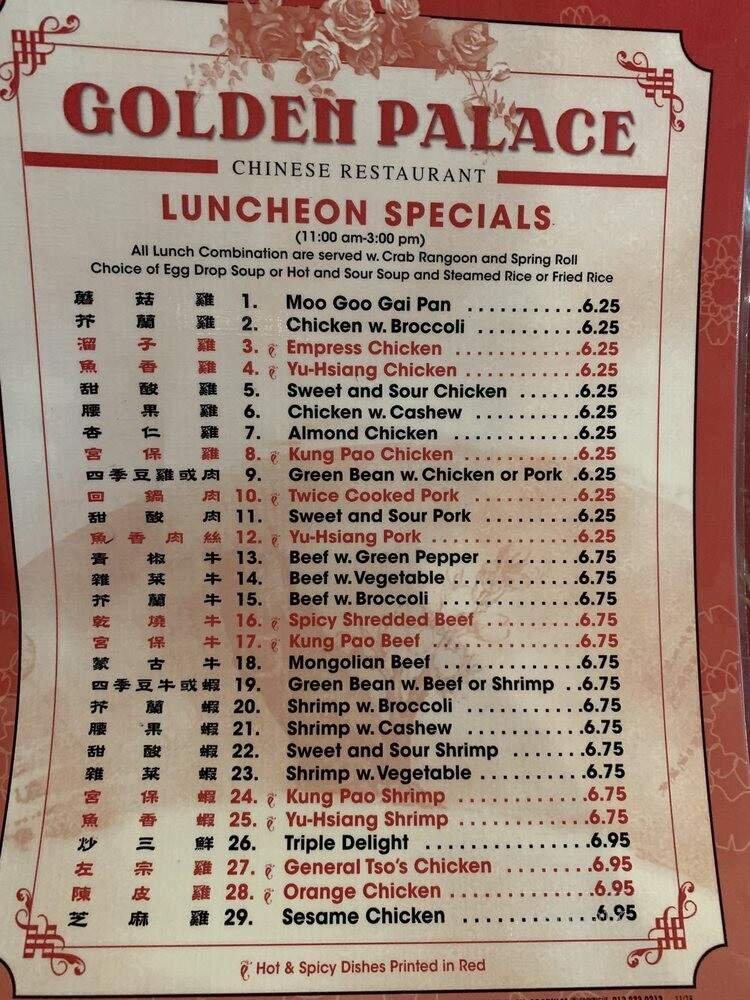 GOLDEN PALACE
CHINESE RESTAURANT
LUNCHEON SPECIALS
(11:00 am-3:00 pm)
All Lunch Combination are served w. Crab Rangoon and Spring Roll
Choice of Egg Drop Soup or Hot and Sour Soup and Steamed Rice or Fried Rice
蘑菇雞 1. Moo Goo Gai Pan ..........6.25
芥蘭雞 2. Chicken w. Broccoli .........6.25
溜子雞 3. Empress Chicken ...........6.25
魚香雞 4. Yu-Hsiang Chicken ..........6.25
甜酸雞 5. Sweet and Sour Chicken ......6.25
腰果雞 6. Chicken w. Cashew .........6.25
杏仁雞 7. Almond Chicken ...........6.25
宮保雞 8. Kung Pao Chicken ..........6.25
四季豆雞或肉 9. Green Bean w. Chicken or Pork .6.25
回鍋肉 10. Twice Cooked Pork .........6.25
甜酸肉 11. Sweet and Sour Pork ........6.25
魚香肉絲 12. Yu-Hsiang Pork .............6.25
青椒牛 13. Beef w. Green Pepper ........6.75
雜菜牛 14. Beef w. Vegetable ...........6.75
芥蘭牛 15. Beef w. Broccoli ............6.75
乾燒牛 16. Spicy Shredded Beef ........6.75
宮保牛 17. Kung Pao Beef .............6.75
蒙古牛 18. Mongolian Beef ............6.75
四季豆牛或蝦 19. Green Bean w. Beef or Shrimp ..6.75
芥蘭蝦 20. Shrimp w. Broccoli ..........6.75
腰果蝦 21. Shrimp w. Cashew ..........6.75
甜酸蝦 22. Sweet and Sour Shrimp ......6.75
雜菜蝦 23. Shrimp w. Vegetable .........6.75
宮保蝦 24. Kung Pao Shrimp ...........6.75
魚香蝦 25. Yu-Hsiang Shrimp ..........6.75
炒三鮮 26. Triple Delight ..............6.95
左宗雞 27. General Tso's Chicken .......6.95
陳皮雞 28. Orange Chicken ............6.95
芝麻雞 29. Sesame Chicken ...........6.95
Hot & Spicy Dishes Printed in Red